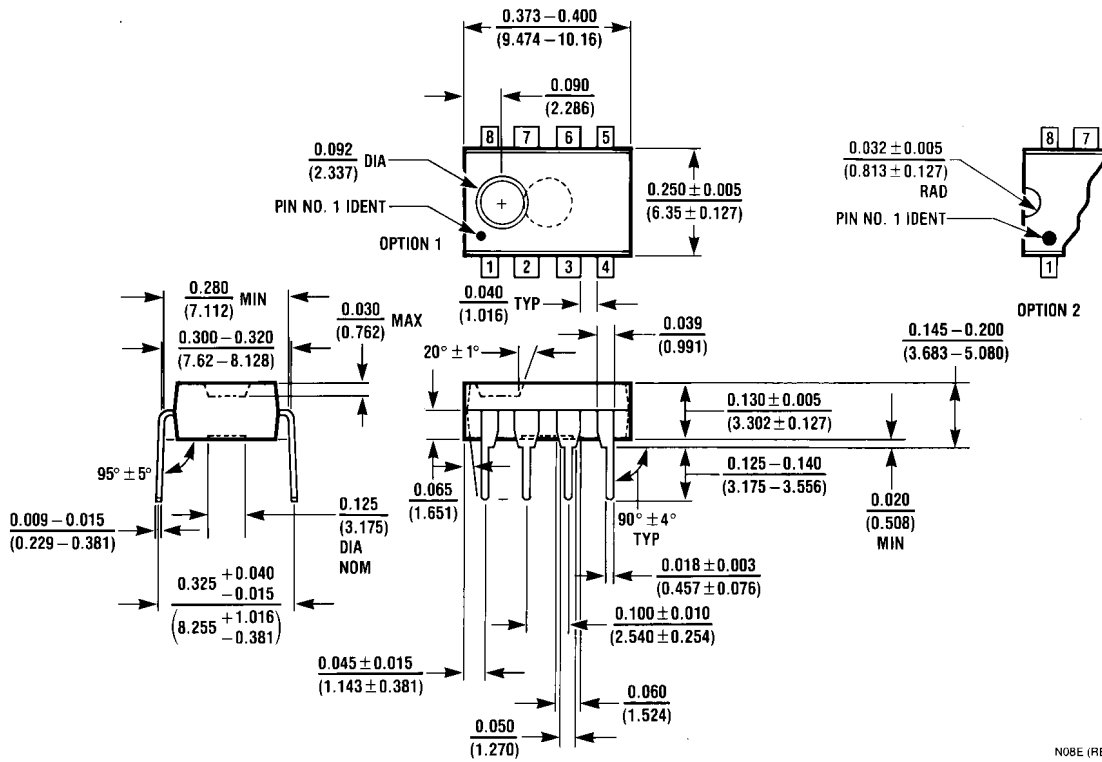 0.373 – 0.400
(9.474 – 10.16)
0.090
(2.286)
8 7 6 5
0.092 DIA
(2.337)
PIN NO. 1 IDENT
OPTION 1
1 2 3 4
0.250 ± 0.005
(6.35 ± 0.127)
8 7
0.032 ± 0.005
(0.813 ± 0.127)
RAD
PIN NO. 1 IDENT
1
OPTION 2
0.280 MIN
(7.112)
0.300 – 0.320
(7.62 – 8.128)
0.030 MAX
(0.762)
0.040 TYP
(1.016)
0.039
(0.991)
20° ± 1°
0.145 – 0.200
(3.683 – 5.080)
0.130 ± 0.005
(3.302 ± 0.127)
0.125 – 0.140
(3.175 – 3.556)
0.020
(0.508)
MIN
95° ± 5°
0.009 – 0.015
(0.229 – 0.381)
0.125
(3.175)
DIA
NOM
0.065
(1.651)
90° ± 4°
TYP
0.018 ± 0.003
(0.457 ± 0.076)
0.325 +0.040
–0.015
(8.255 +1.016
–0.381)
0.100 ± 0.010
(2.540 ± 0.254)
0.045 ± 0.015
(1.143 ± 0.381)
0.060
(1.524)
0.050
(1.270)
N08E (RE